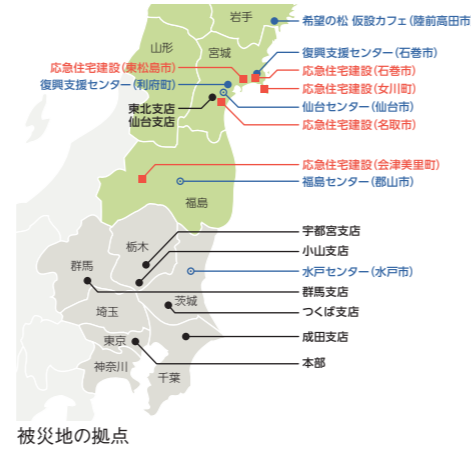 岩手
希望の松 仮設カフェ(陸前高田市)
山形
宮城
復興支援センター(石巻市)
応急住宅建設(東松島市)
応急住宅建設(石巻市)
復興支援センター(利府町)
応急住宅建設(女川町)
東北支店
仙台支店
仙台センター(仙台市)
応急住宅建設(名取市)
応急住宅建設(会津美里町)
福島センター(郡山市)
福島
宇都宮支店
栃木
小山支店
群馬
水戸センター(水戸市)
群馬支店
茨城
埼玉
つくば支店
東京
成田支店
神奈川
本部
千葉
被災地の拠点